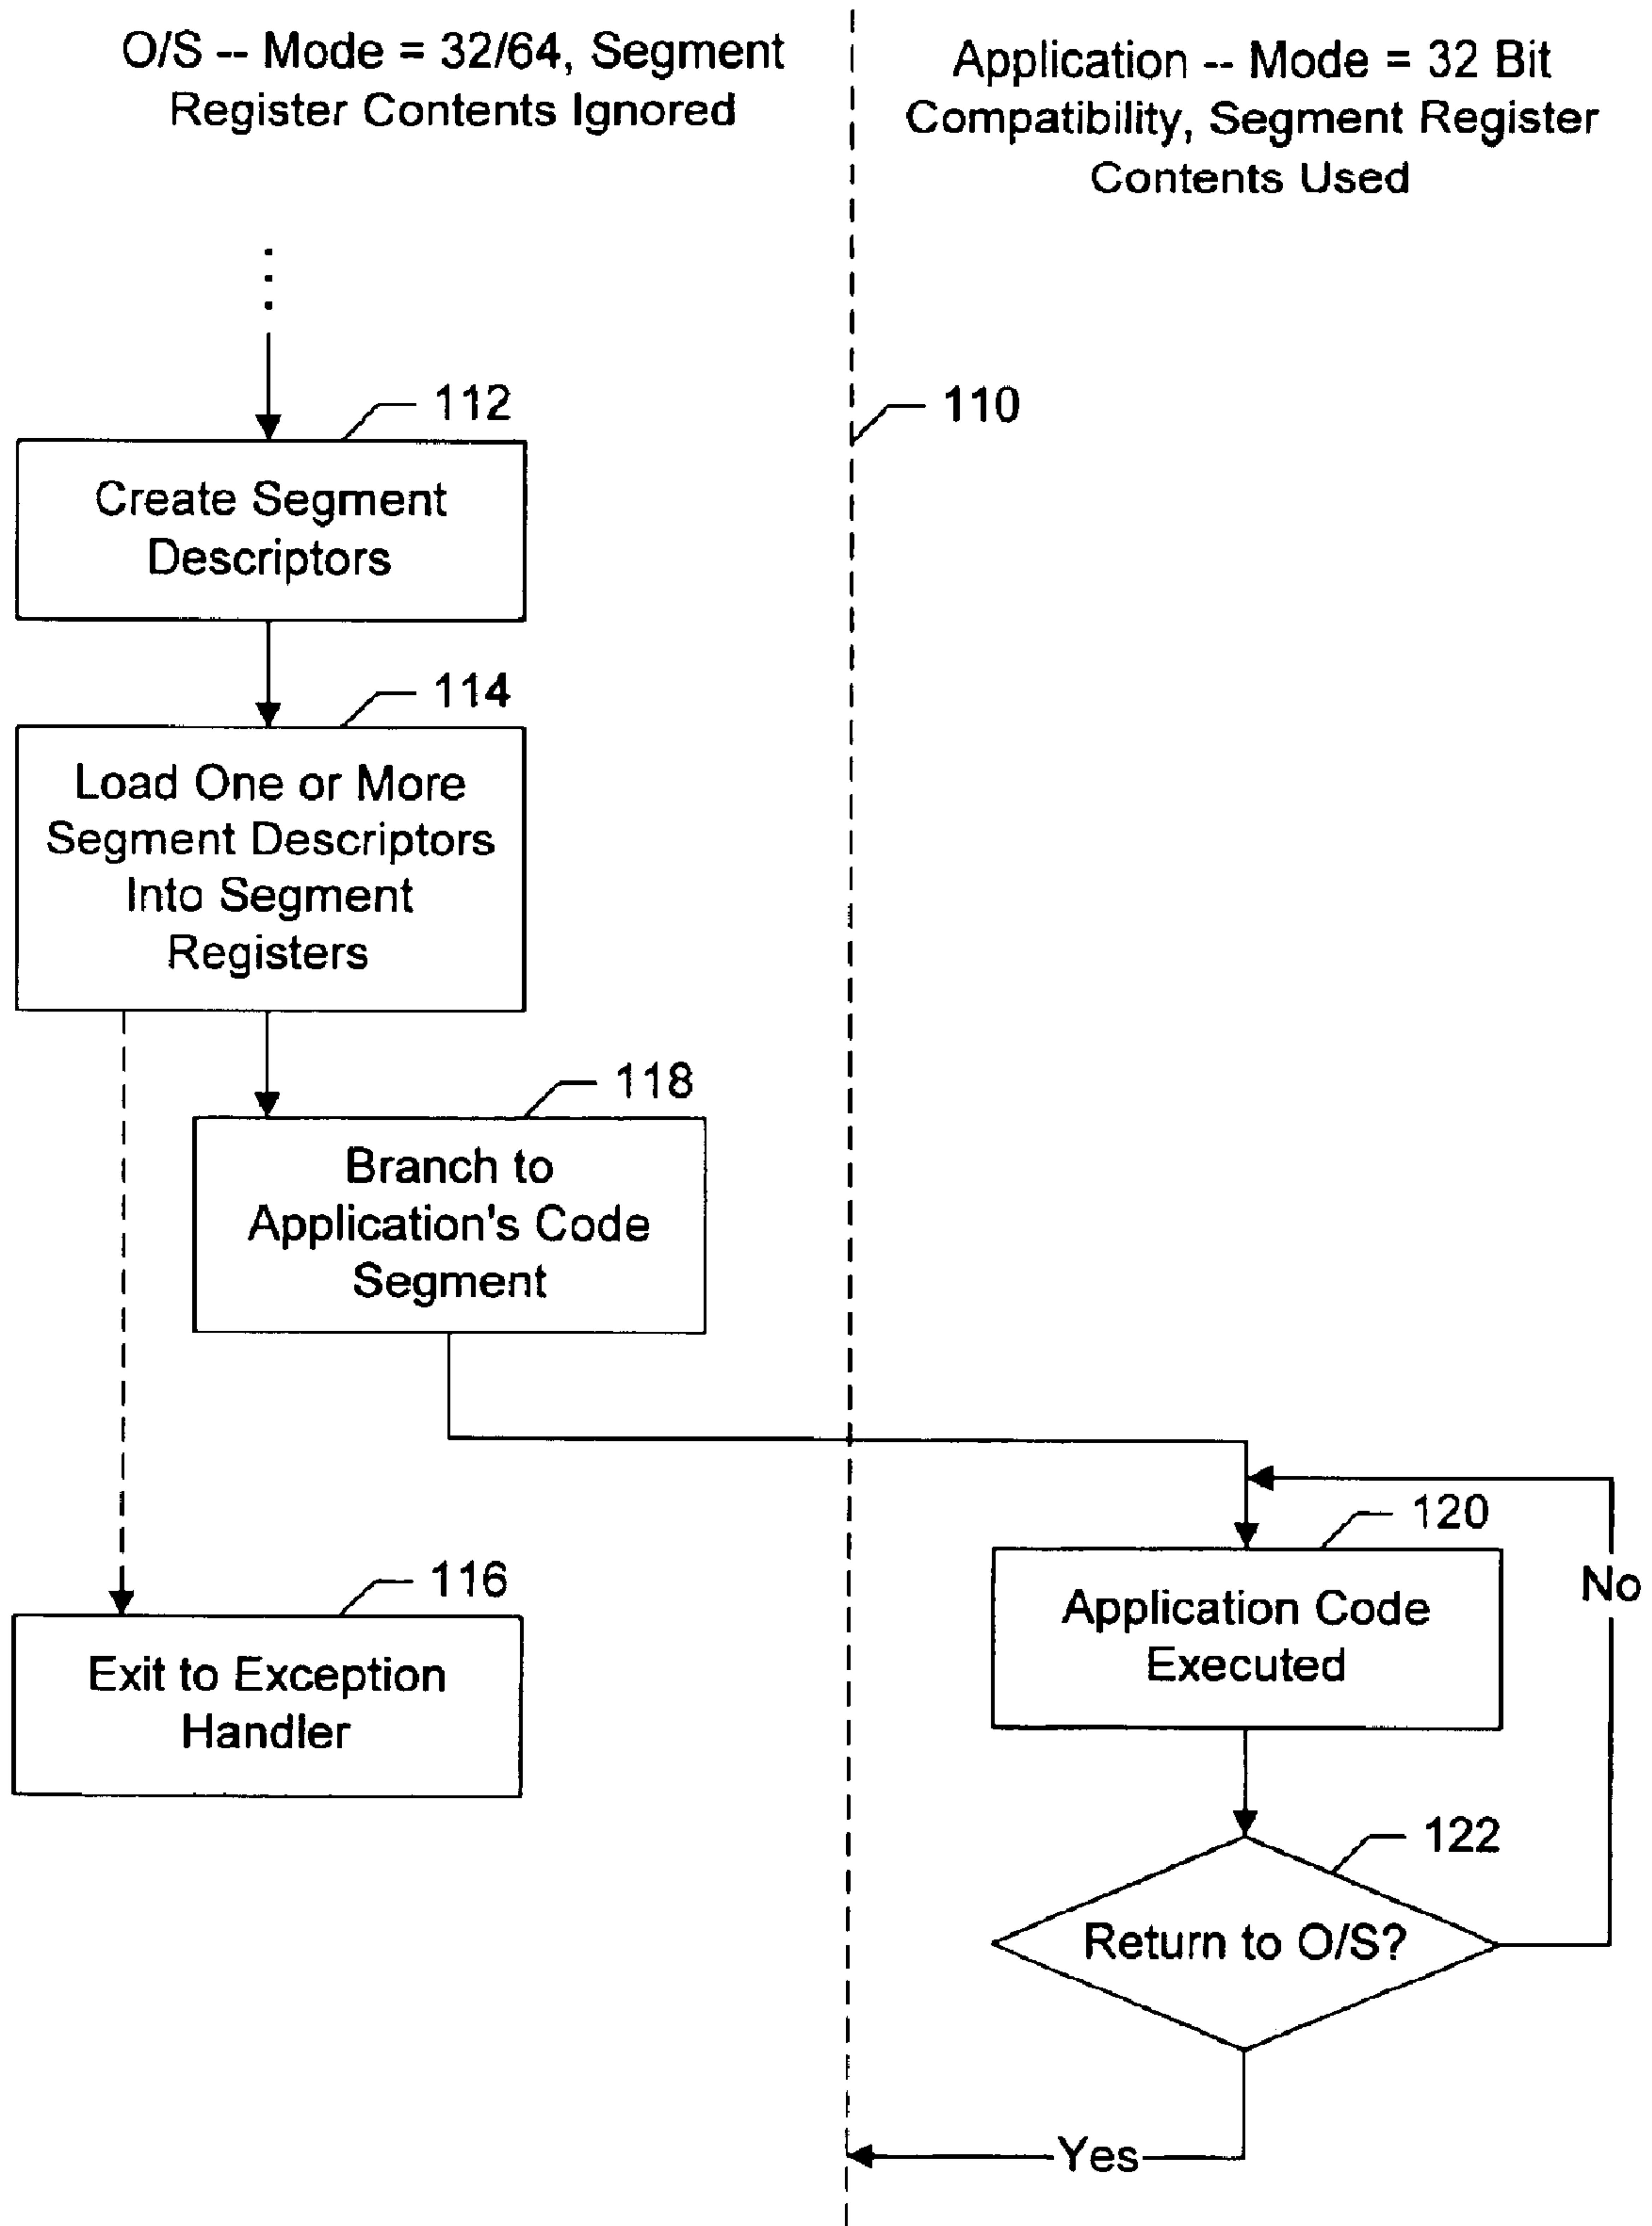 O/S -- Mode = 32/64, Segment
Register Contents Ignored
Application -- Mode = 32 Bit
Compatibility, Segment Register
Contents Used
112
110
Create Segment
Descriptors
114
Load One or More
Segment Descriptors
Into Segment
Registers
118
Branch to
Application's Code
Segment
120
No
116
Application Code
Executed
Exit to Exception
Handler
122
Return to O/S?
Yes